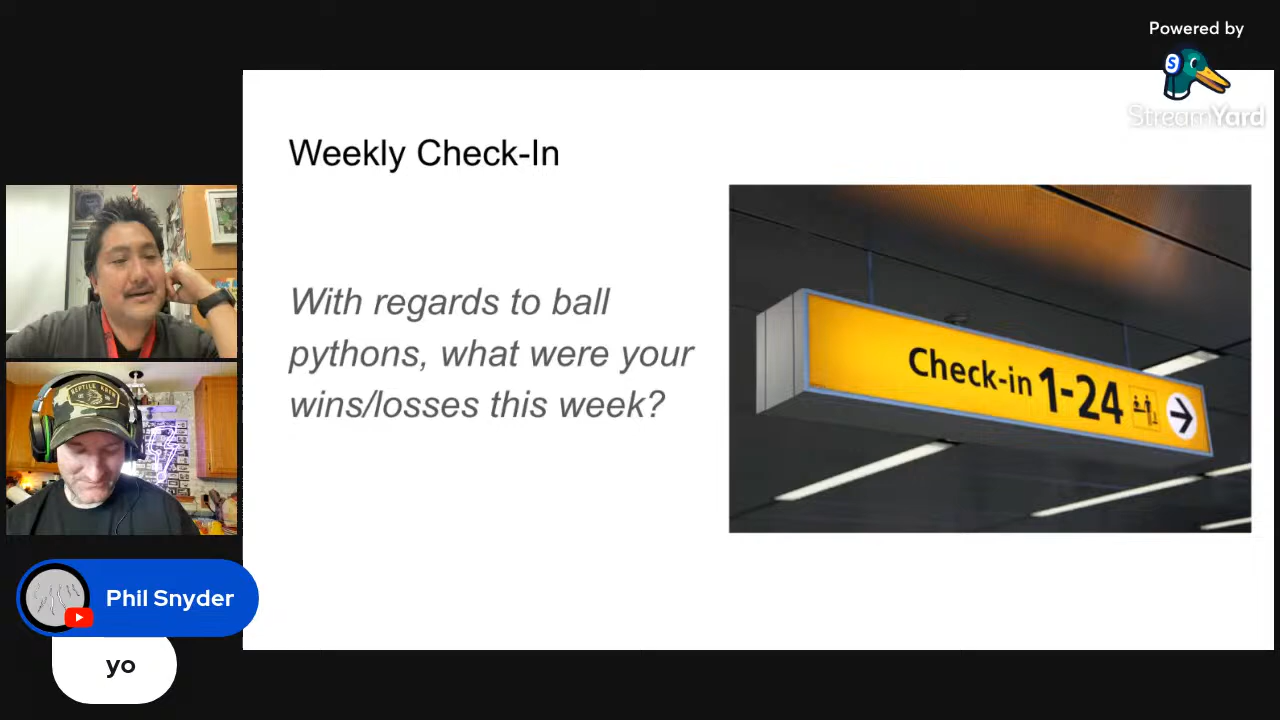 Powered by
StreamYard
Weekly Check-In
With regards to ball
pythons, what were your
wins/losses this week?
Check-in 1-24
Phil Snyder
yo